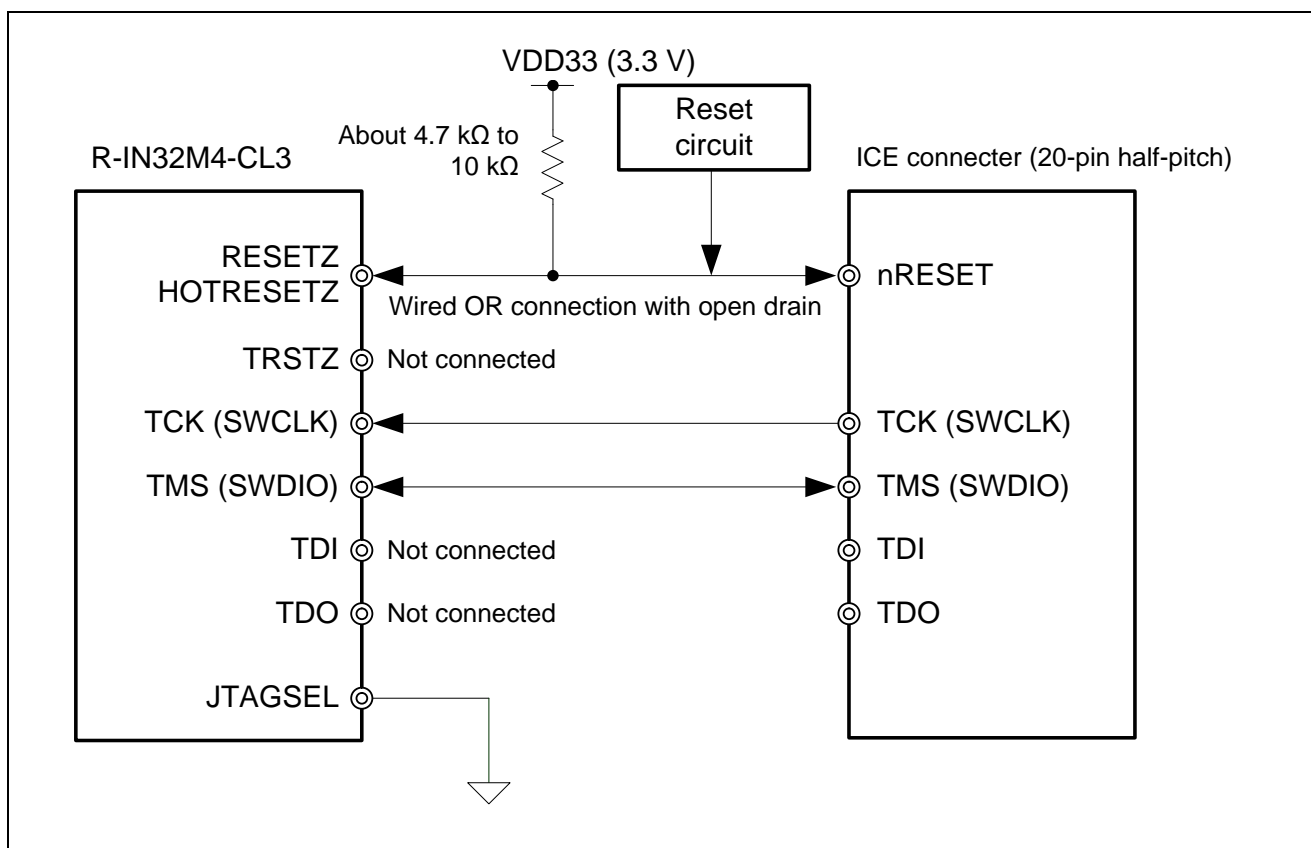 VDD33 (3.3 V)
Reset
circuit
About 4.7 kΩ to
10 kΩ
R-IN32M4-CL3
ICE connecter (20-pin half-pitch)
RESETZ
HOTRESETZ
nRESET
Wired OR connection with open drain
TRSTZ
Not connected
TCK (SWCLK)
TCK (SWCLK)
TMS (SWDIO)
TMS (SWDIO)
TDI
Not connected
TDI
TDO
Not connected
TDO
JTAGSEL